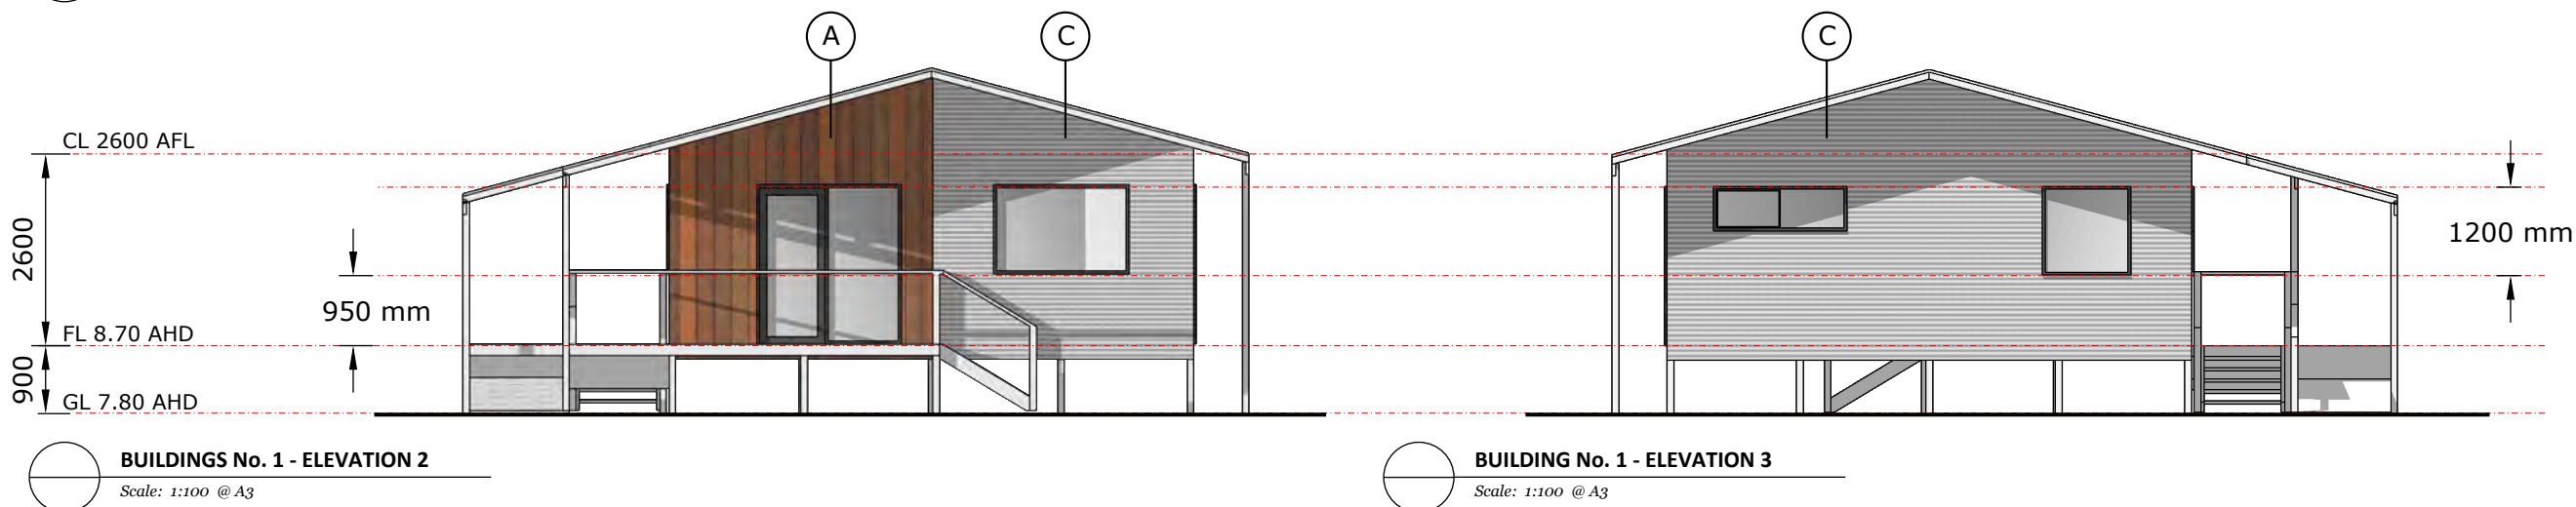 A
C
C
CL 2600 AFL
2600
950 mm
1200 mm
FL 8.70 AHD
900
GL 7.80 AHD
BUILDINGS No. 1 - ELEVATION 2
Scale: 1:100 @ A3
BUILDING No. 1 - ELEVATION 3
Scale: 1:100 @ A3